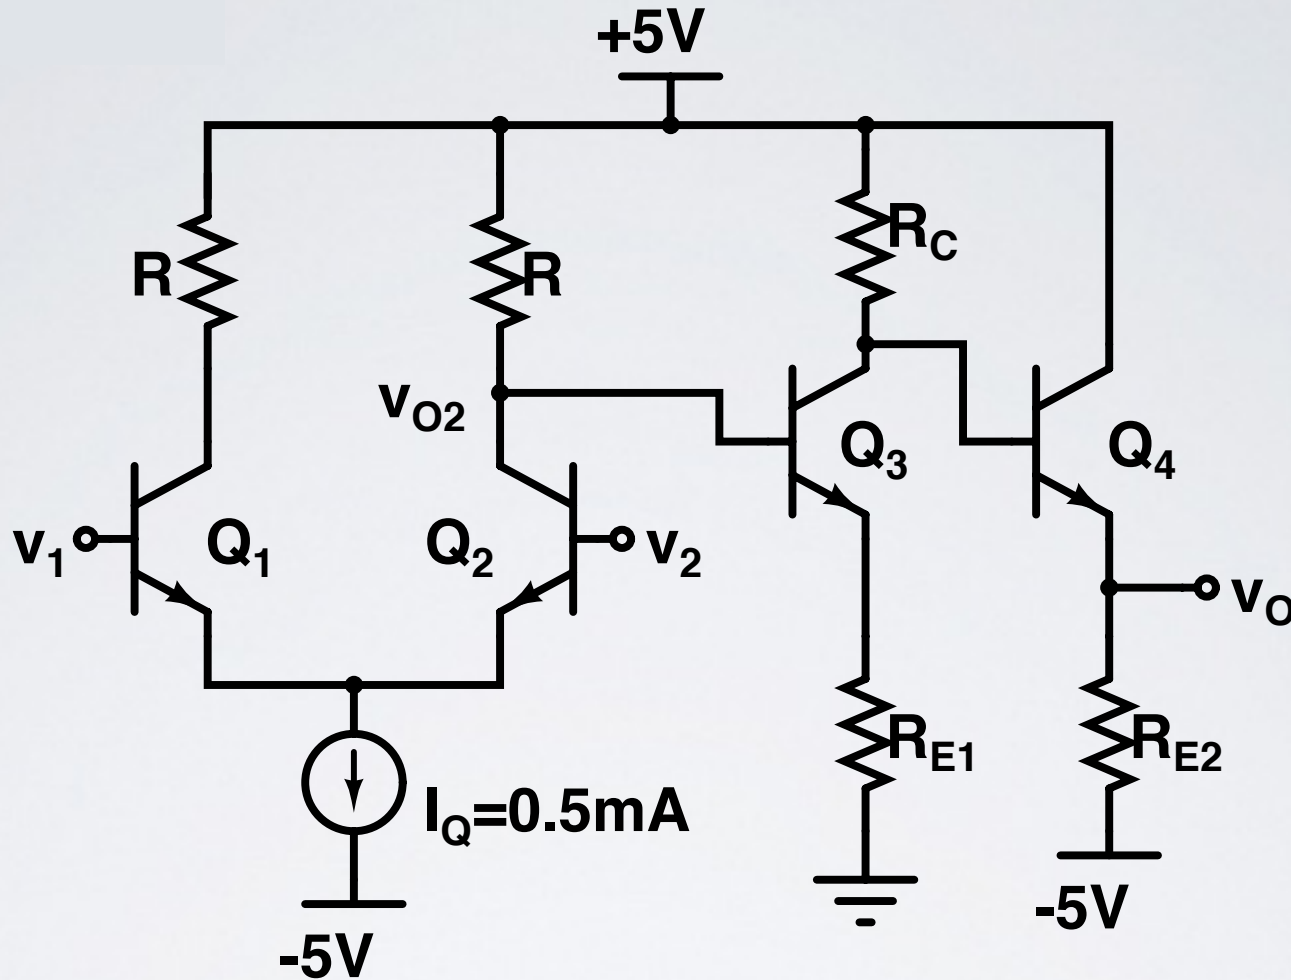 +5V
R
R
R_C
v_O2
Q_3
Q_4
v_1
Q_1
Q_2
v_2
v_O
R_E1
R_E2
I_Q=0.5mA
-5V
-5V